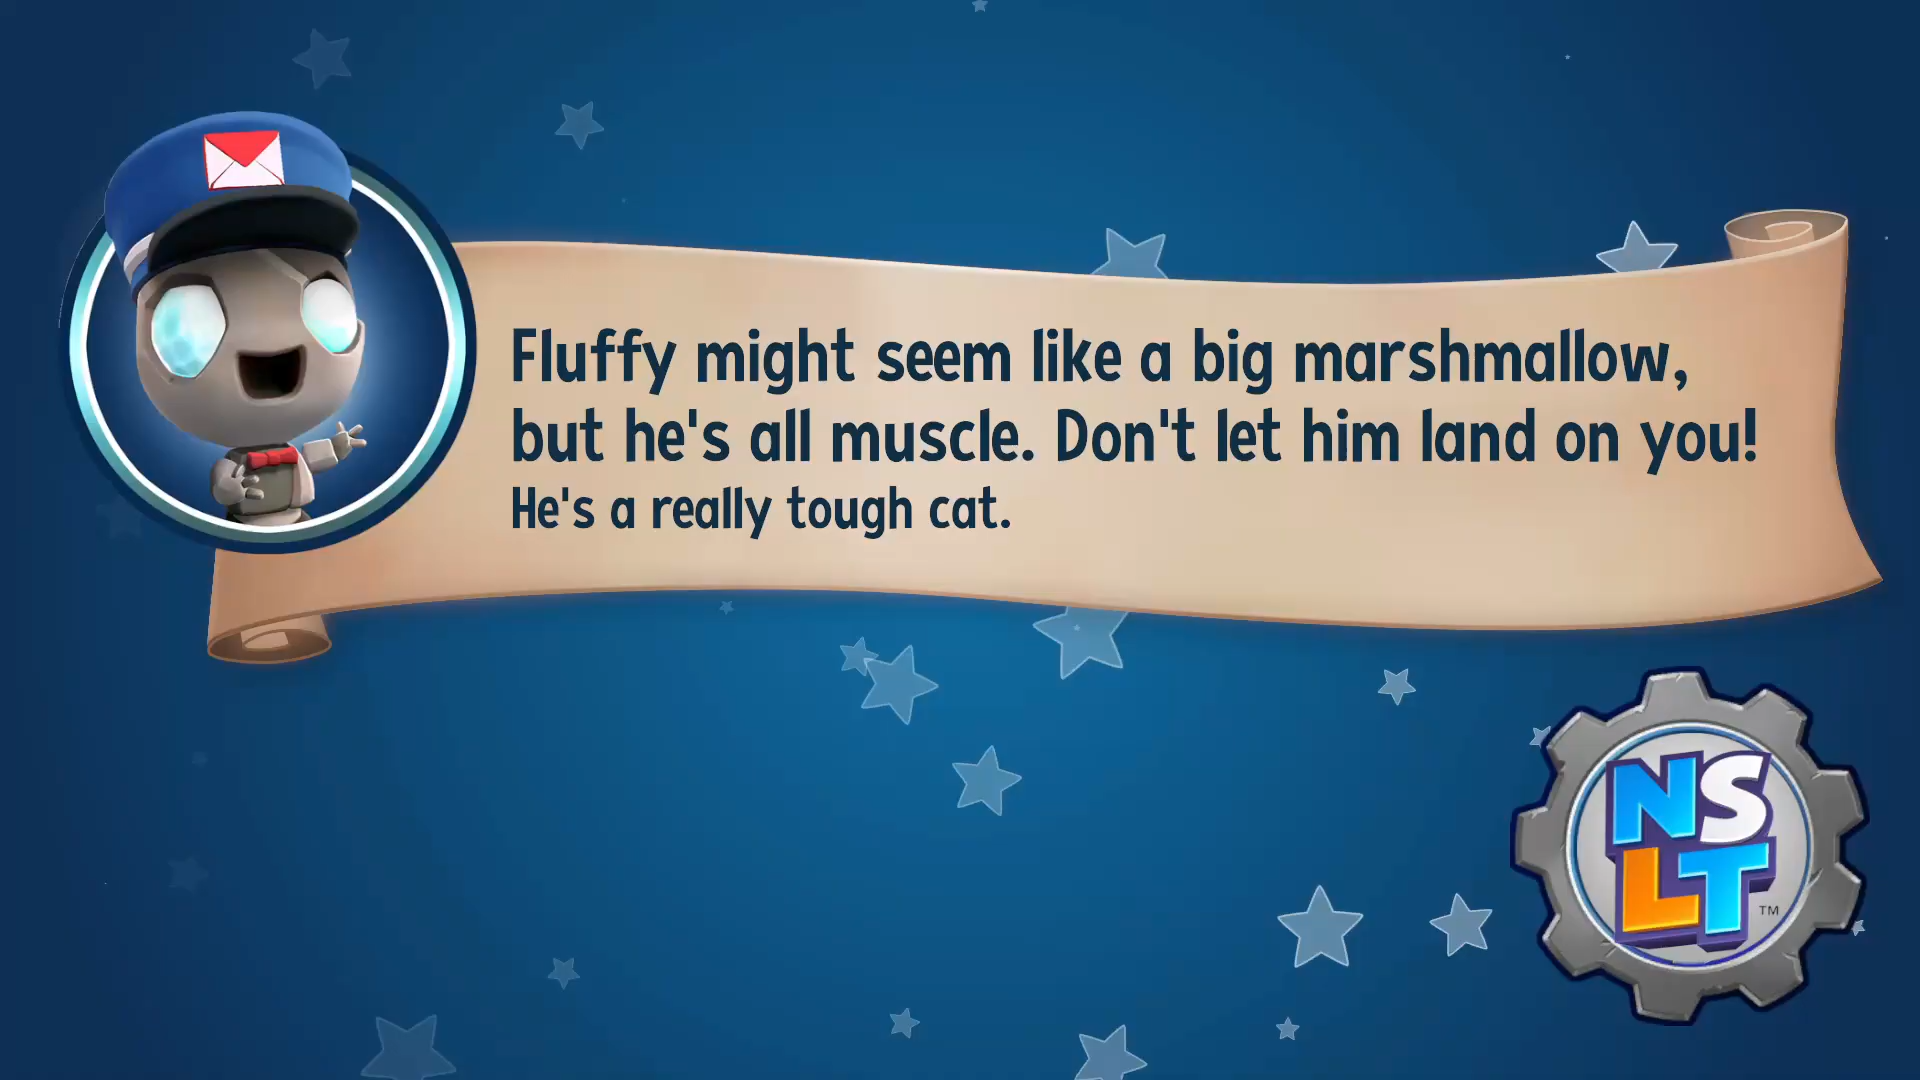 Fluffy might seem like a big marshmallow,
but he's all muscle. Don't let him land on you!
He's a really tough cat.
NS
LT
TM